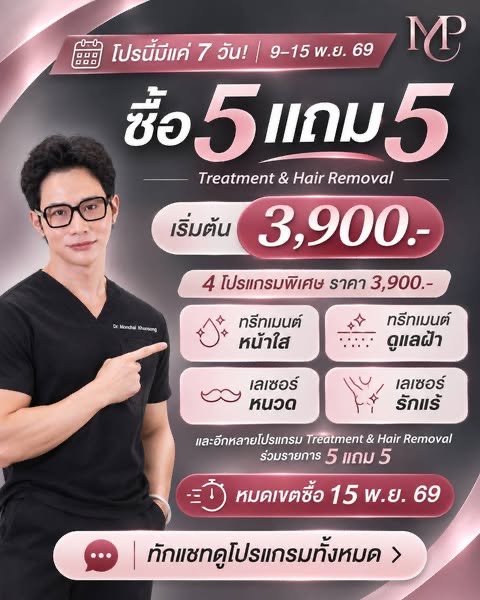 MPC
โปรนี้มีแค่ 7 วัน! | 9-15 พ.ย. 69
ซื้อ 5 แถม 5
Treatment & Hair Removal
เริ่มต้น 3,900.-
4 โปรแกรมพิเศษ ราคา 3,900.-
ทรีทเมนต์
หน้าใส
ทรีทเมนต์
ดูแลฝ้า
เลเซอร์
หนวด
เลเซอร์
รักแร้
และอีกหลายโปรแกรม Treatment & Hair Removal
ร่วมรายการ 5 แถม 5
หมดเขตซื้อ 15 พ.ย. 69
ทักแชทดูโปรแกรมทั้งหมด >